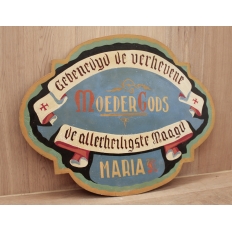 Gebenedyd de verhevene
MOEDER GODS
de allerheiligste Maagd
MARIA